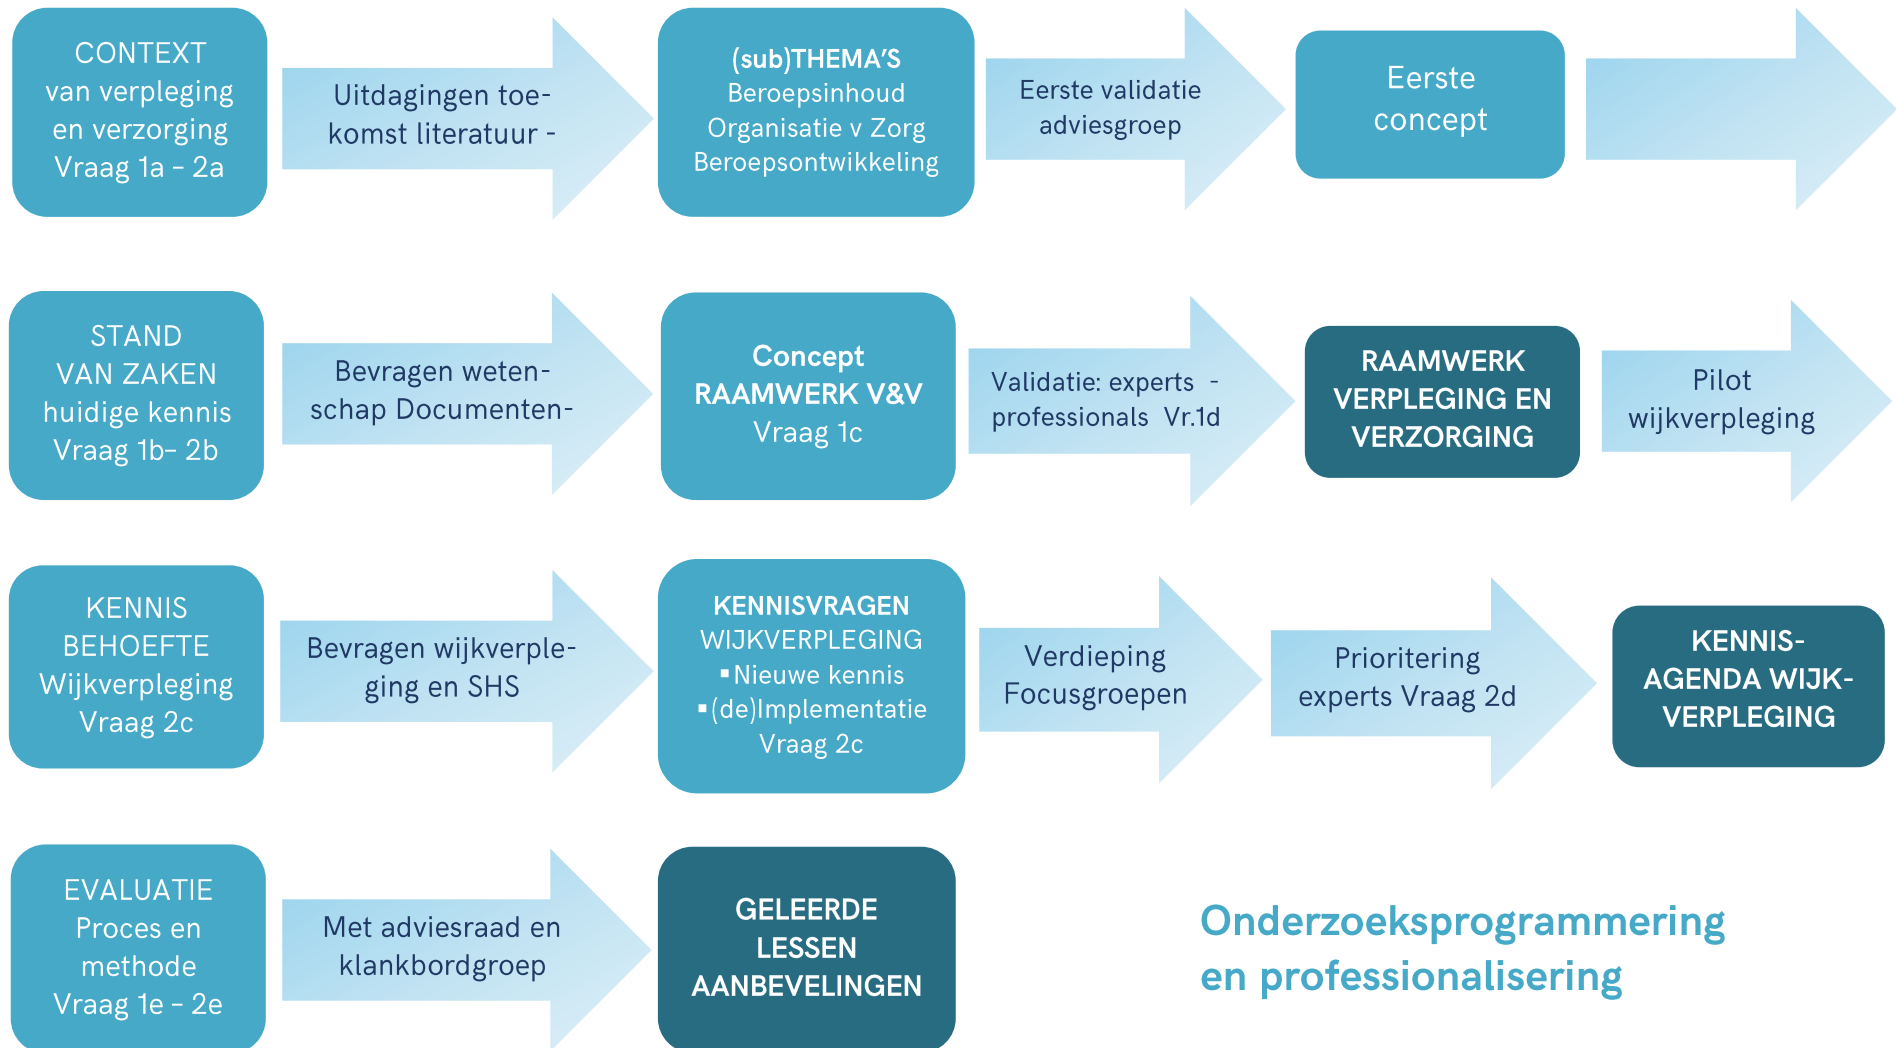 CONTEXT
van verpleging
en verzorging
Vraag 1a – 2a
Uitdagingen toe-
komst literatuur -
(sub)THEMA'S
Beroepsinhoud
Organisatie v Zorg
Beroepsontwikkeling
Eerste validatie
adviesgroep
Eerste
concept
STAND
VAN ZAKEN
huidige kennis
Vraag 1b– 2b
Bevragen weten-
schap Documenten-
Concept
RAAMWERK V&V
Vraag 1c
Validatie: experts -
professionals Vr.1d
RAAMWERK
VERPLEGING EN
VERZORGING
Pilot
wijkverpleging
KENNIS
BEHOEFTE
Wijkverpleging
Vraag 2c
Bevragen wijkverple-
ging en SHS
KENNISVRAGEN
WIJKVERPLEGING
▪Nieuwe kennis
▪(de)Implementatie
Vraag 2c
Verdieping
Focusgroepen
Prioritering
experts Vraag 2d
KENNIS-
AGENDA WIJK-
VERPLEGING
EVALUATIE
Proces en
methode
Vraag 1e – 2e
Met adviesraad en
klankbordgroep
GELEERDE
LESSEN
AANBEVELINGEN
Onderzoeksprogrammering
en professionalisering